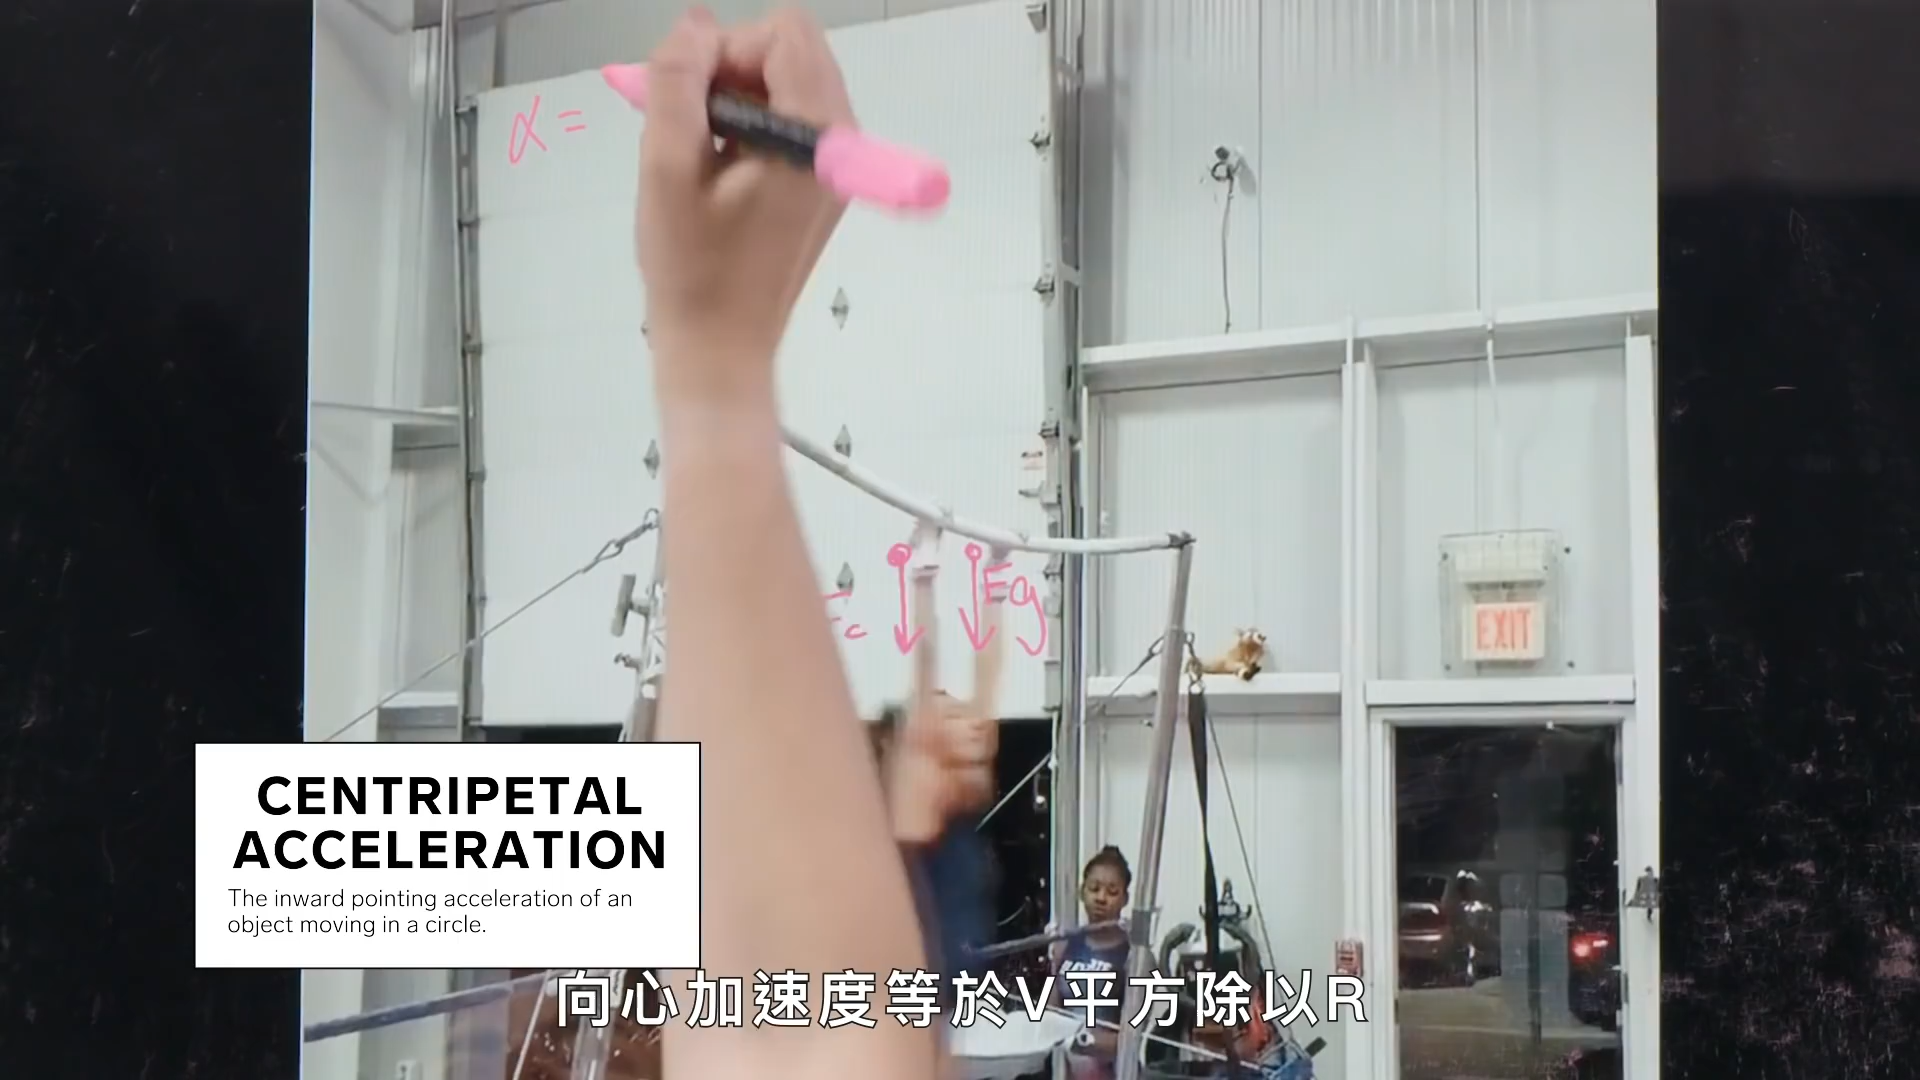 α =
Fc
Eg
EXIT
CENTRIPETAL
ACCELERATION
The inward pointing acceleration of an
object moving in a circle.
向心加速度等於V平方除以R